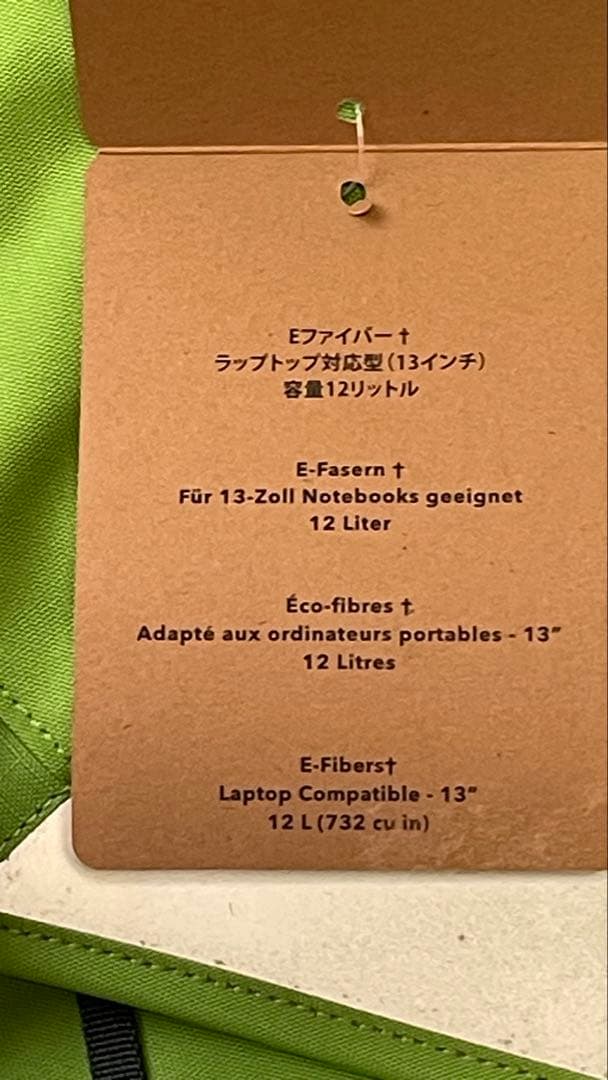 Eファイバー †
ラップトップ対応型（13インチ）
容量12リットル
E-Fasern †
Für 13-Zoll Notebooks geeignet
12 Liter
Éco-fibres †
Adapté aux ordinateurs portables - 13”
12 Litres
E-Fibers†
Laptop Compatible - 13”
12 L (732 cu in)